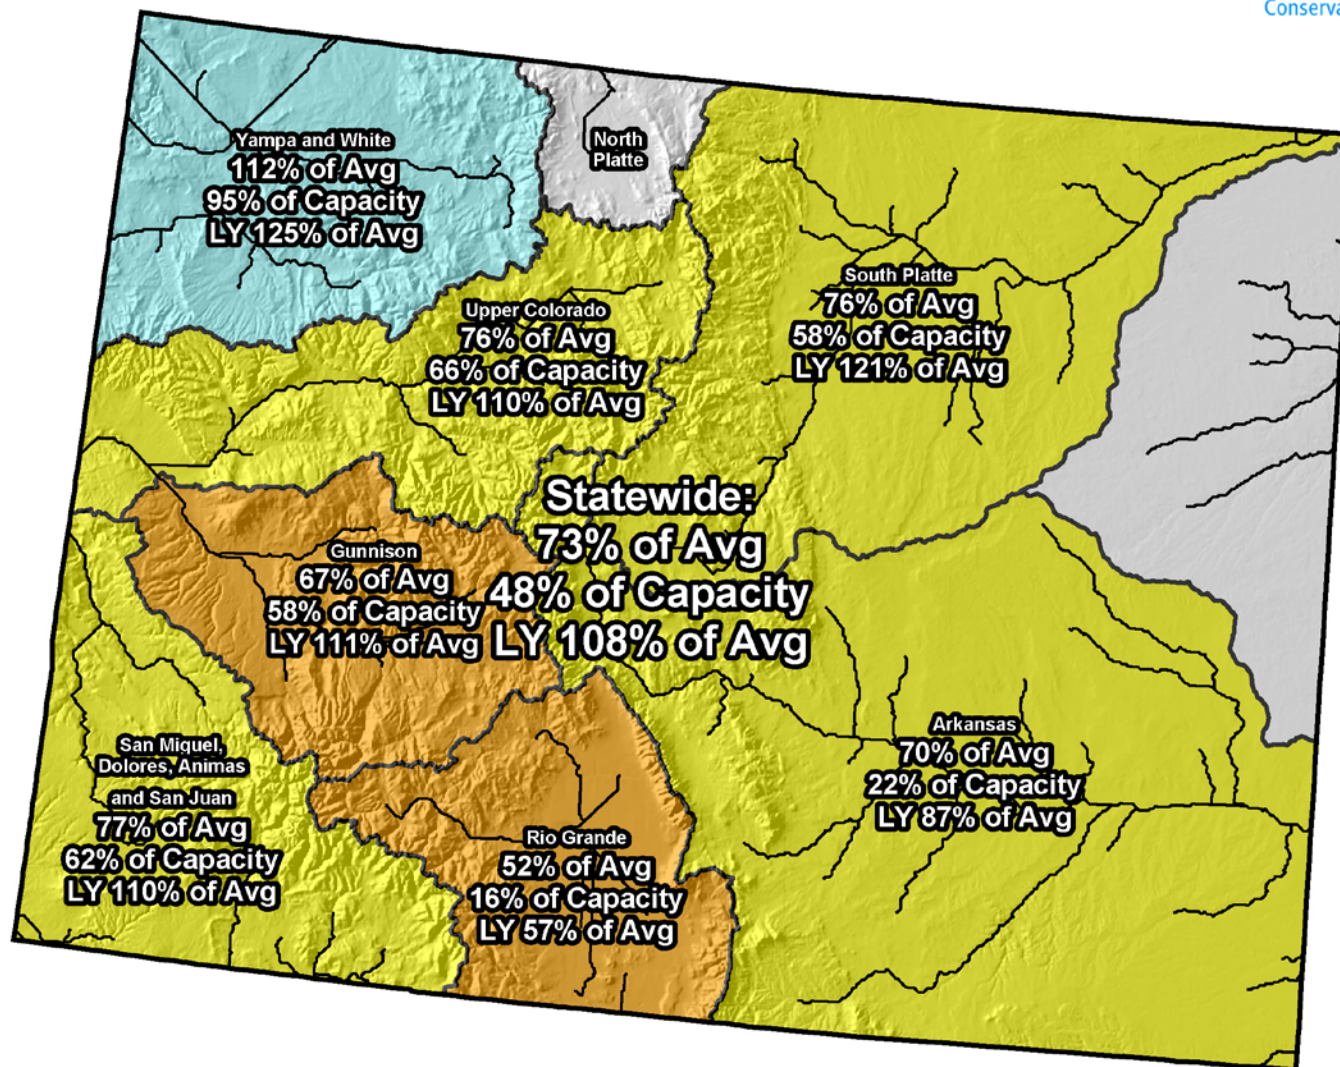 Conserva
Yampa and White
112% of Avg
95% of Capacity
LY 125% of Avg
North
Platte
South Platte
76% of Avg
58% of Capacity
LY 121% of Avg
Upper Colorado
76% of Avg
66% of Capacity
LY 110% of Avg
Statewide:
73% of Avg
48% of Capacity
LY 108% of Avg
Gunnison
67% of Avg
58% of Capacity
LY 111% of Avg
San Miguel,
Dolores, Animas
and San Juan
77% of Avg
62% of Capacity
LY 110% of Avg
Rio Grande
52% of Avg
16% of Capacity
LY 57% of Avg
Arkansas
70% of Avg
22% of Capacity
LY 87% of Avg